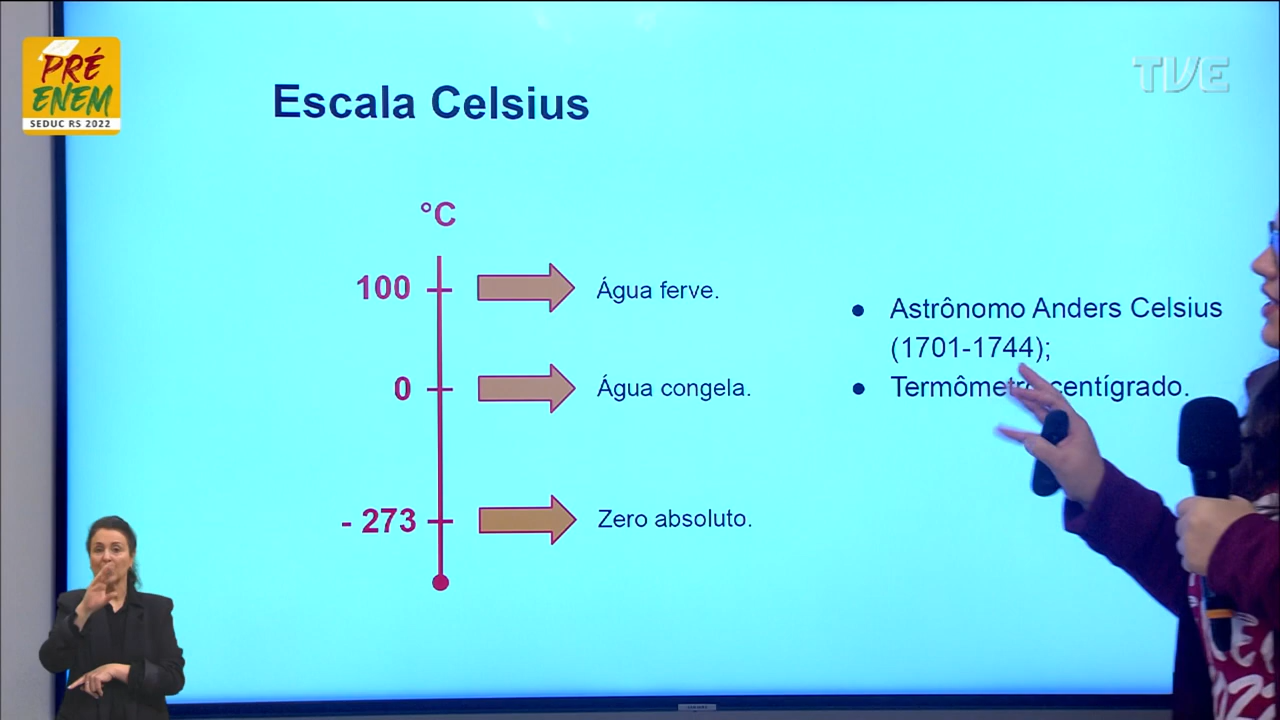 PRÉ
ENEM
SEDUC RS 2022
TVE
Escala Celsius
°C
100
Água ferve.
0
Água congela.
- 273
Zero absoluto.
● Astrônomo Anders Celsius
(1701-1744);
● Termômetro centígrado.